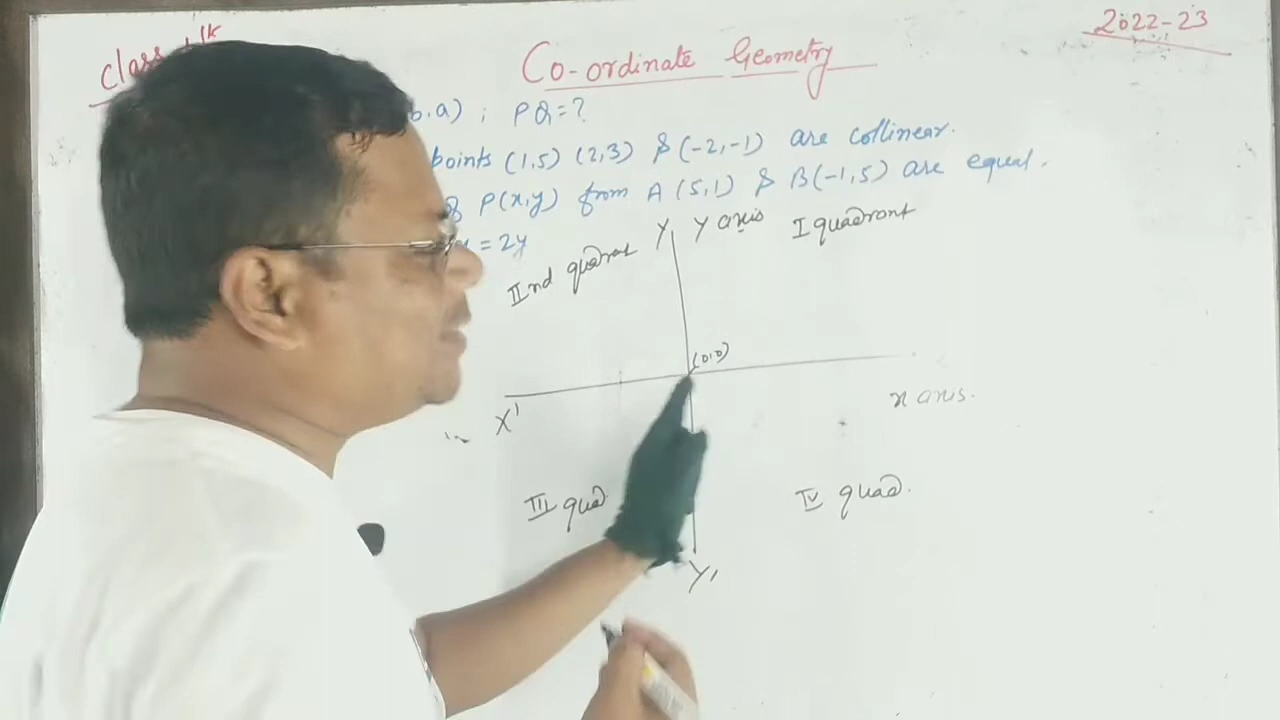 class
Co-ordinate Geometry
2022-23
b,a) ; PQ=?
points (1,5) (2,3) & (-2,-1) are collinear.
of P(x,y) from A (5,1) & B(-1,5) are equal.
= 2y
Y Y axis
I quadrant
IInd quadrant
(0,0)
X'
x axis.
III quad
IV quad.
Y'